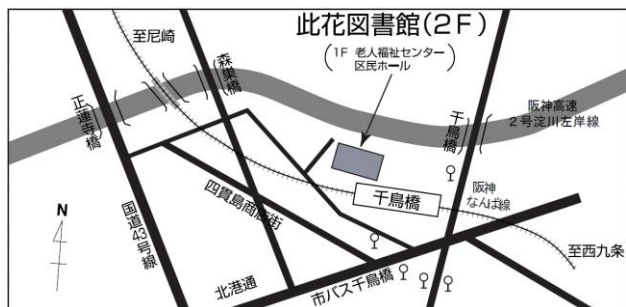 此花図書館(2F)
(1F 老人福祉センター
区民ホール)
至尼崎
森巣橋
正蓮寺橋
千鳥橋
阪神高速
2号淀川左岸線
四貫島商店街
千鳥橋
阪神
なんば線
N
国道43号線
至西九条
北港通
市バス千鳥橋